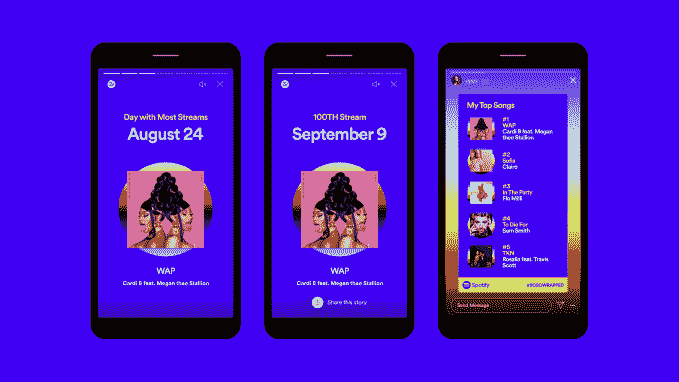 Day with Most Streams
August 24
WAP
Cardi B feat. Megan thee Stallion
100TH Stream
September 9
WAP
Cardi B feat. Megan thee Stallion
Share this story
My Top Songs
#1
WAP
Cardi B feat. Megan
thee Stallion
#2
Sofia
Clairo
#3
In The Party
Flo Milli
#4
To Die For
Sam Smith
#5
TKN
Rosalía feat. Travis
Scott
Spotify
#2020WRAPPED
Send Message